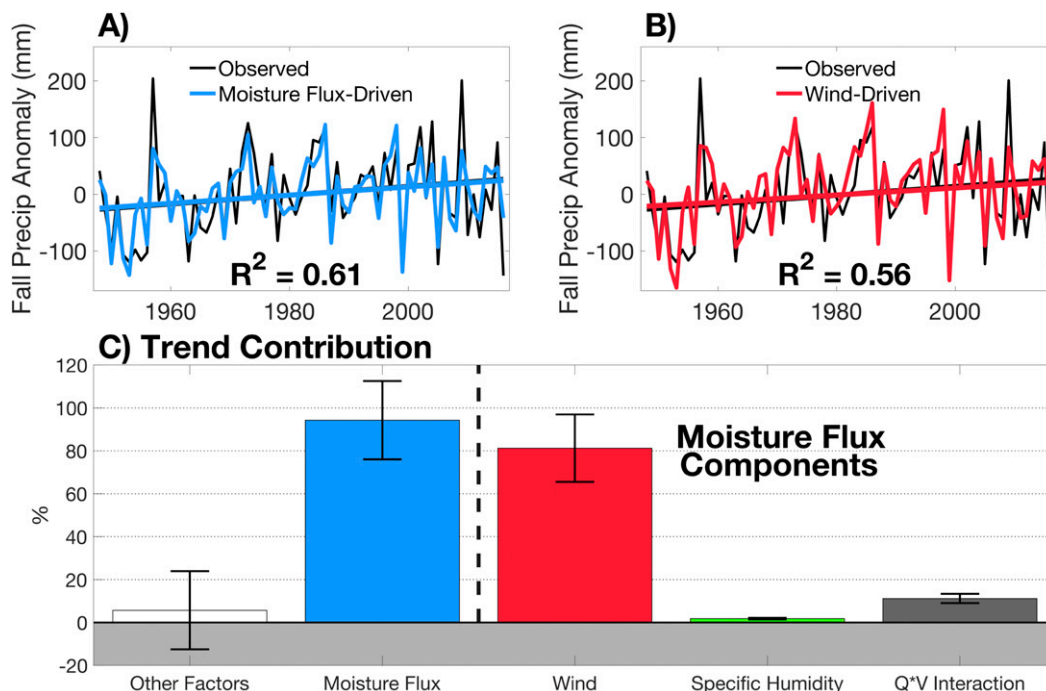 A)
Fall Precip Anomaly (mm)
200
100
0
-100
Observed
Moisture Flux-Driven
R² = 0.61
1960 1980 2000
B)
Fall Precip Anomaly (mm)
200
100
0
-100
Observed
Wind-Driven
R² = 0.56
1960 1980 2000
C) Trend Contribution
%
120
100
80
60
40
20
0
-20
Moisture Flux
Components
Other Factors Moisture Flux Wind Specific Humidity Q*V Interaction